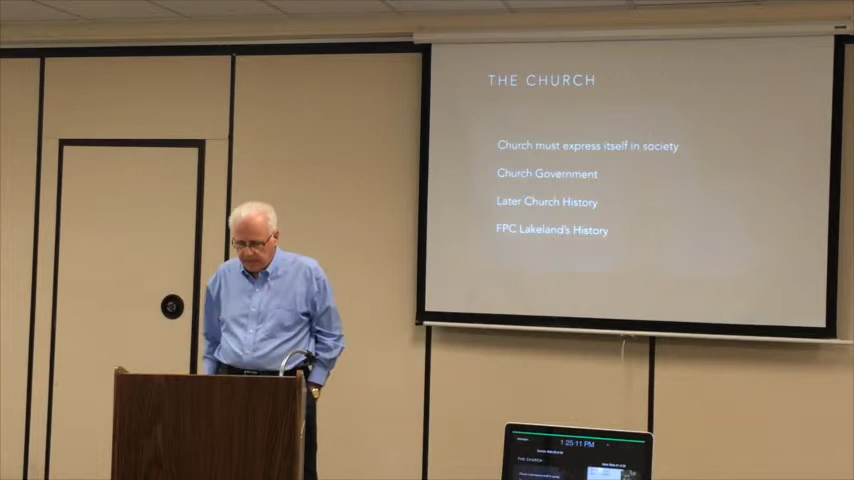 THE CHURCH
Church must express itself in society
Church Government
Later Church History
FPC Lakeland's History
1:25:11 PM
THE CHURCH